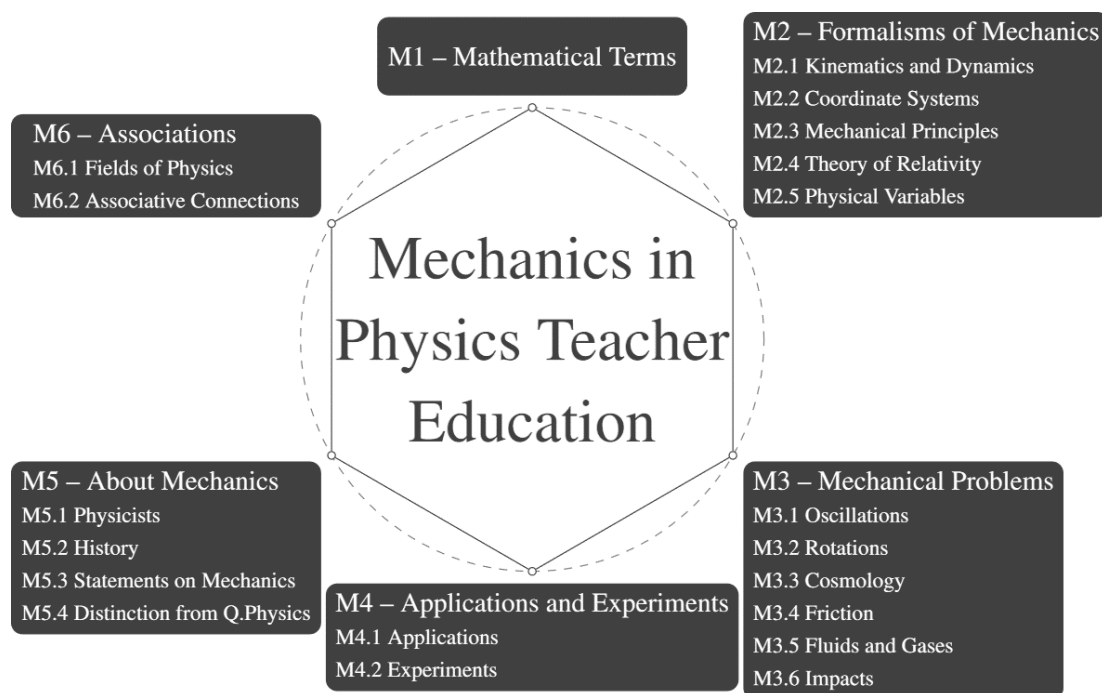 M1 – Mathematical Terms
M2 – Formalisms of Mechanics
M2.1 Kinematics and Dynamics
M2.2 Coordinate Systems
M2.3 Mechanical Principles
M2.4 Theory of Relativity
M2.5 Physical Variables
M6 – Associations
M6.1 Fields of Physics
M6.2 Associative Connections
Mechanics in
Physics Teacher
Education
M5 – About Mechanics
M5.1 Physicists
M5.2 History
M5.3 Statements on Mechanics
M5.4 Distinction from Q.Physics
M4 – Applications and Experiments
M4.1 Applications
M4.2 Experiments
M3 – Mechanical Problems
M3.1 Oscillations
M3.2 Rotations
M3.3 Cosmology
M3.4 Friction
M3.5 Fluids and Gases
M3.6 Impacts